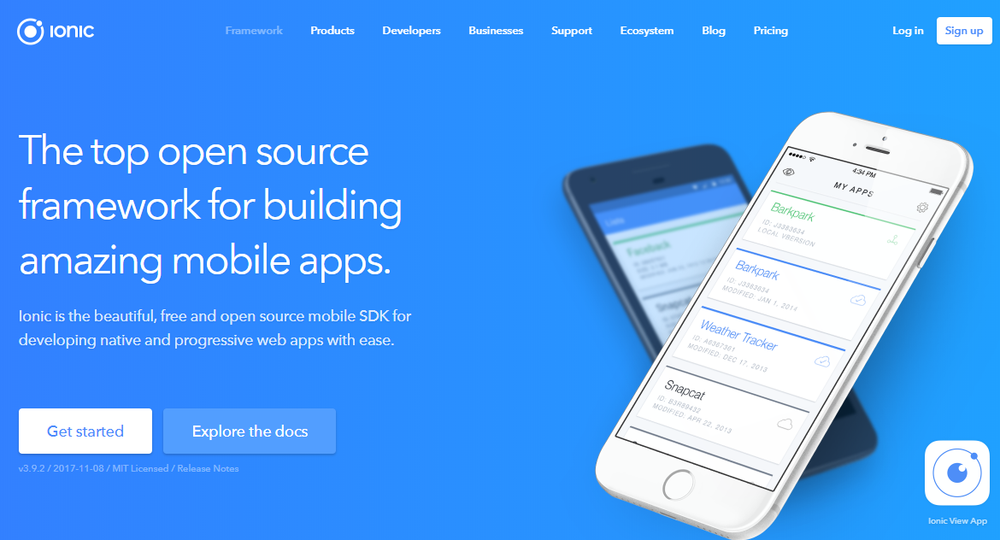 IONIC
Framework
Products
Developers
Businesses
Support
Ecosystem
Blog
Pricing
Log in
Sign up
The top open source
framework for building
amazing mobile apps.
Ionic is the beautiful, free and open source mobile SDK for
developing native and progressive web apps with ease.
Get started
Explore the docs
v3.9.2 / 2017-11-08 / MIT Licensed / Release Notes
Lists
Faceback
Snapcat
4:34 PM
MY APPS
Barkpark
ID: J3383634
LOCAL VBERSION
Barkpark
ID: J3383634
MODIFIED: JAN 1, 2014
Weather Tracker
ID: A6367361
MODIFIED: DEC 17, 2013
Snapcat
ID: B3R89432
MODIFIED: APR 22, 2013
Ionic View App